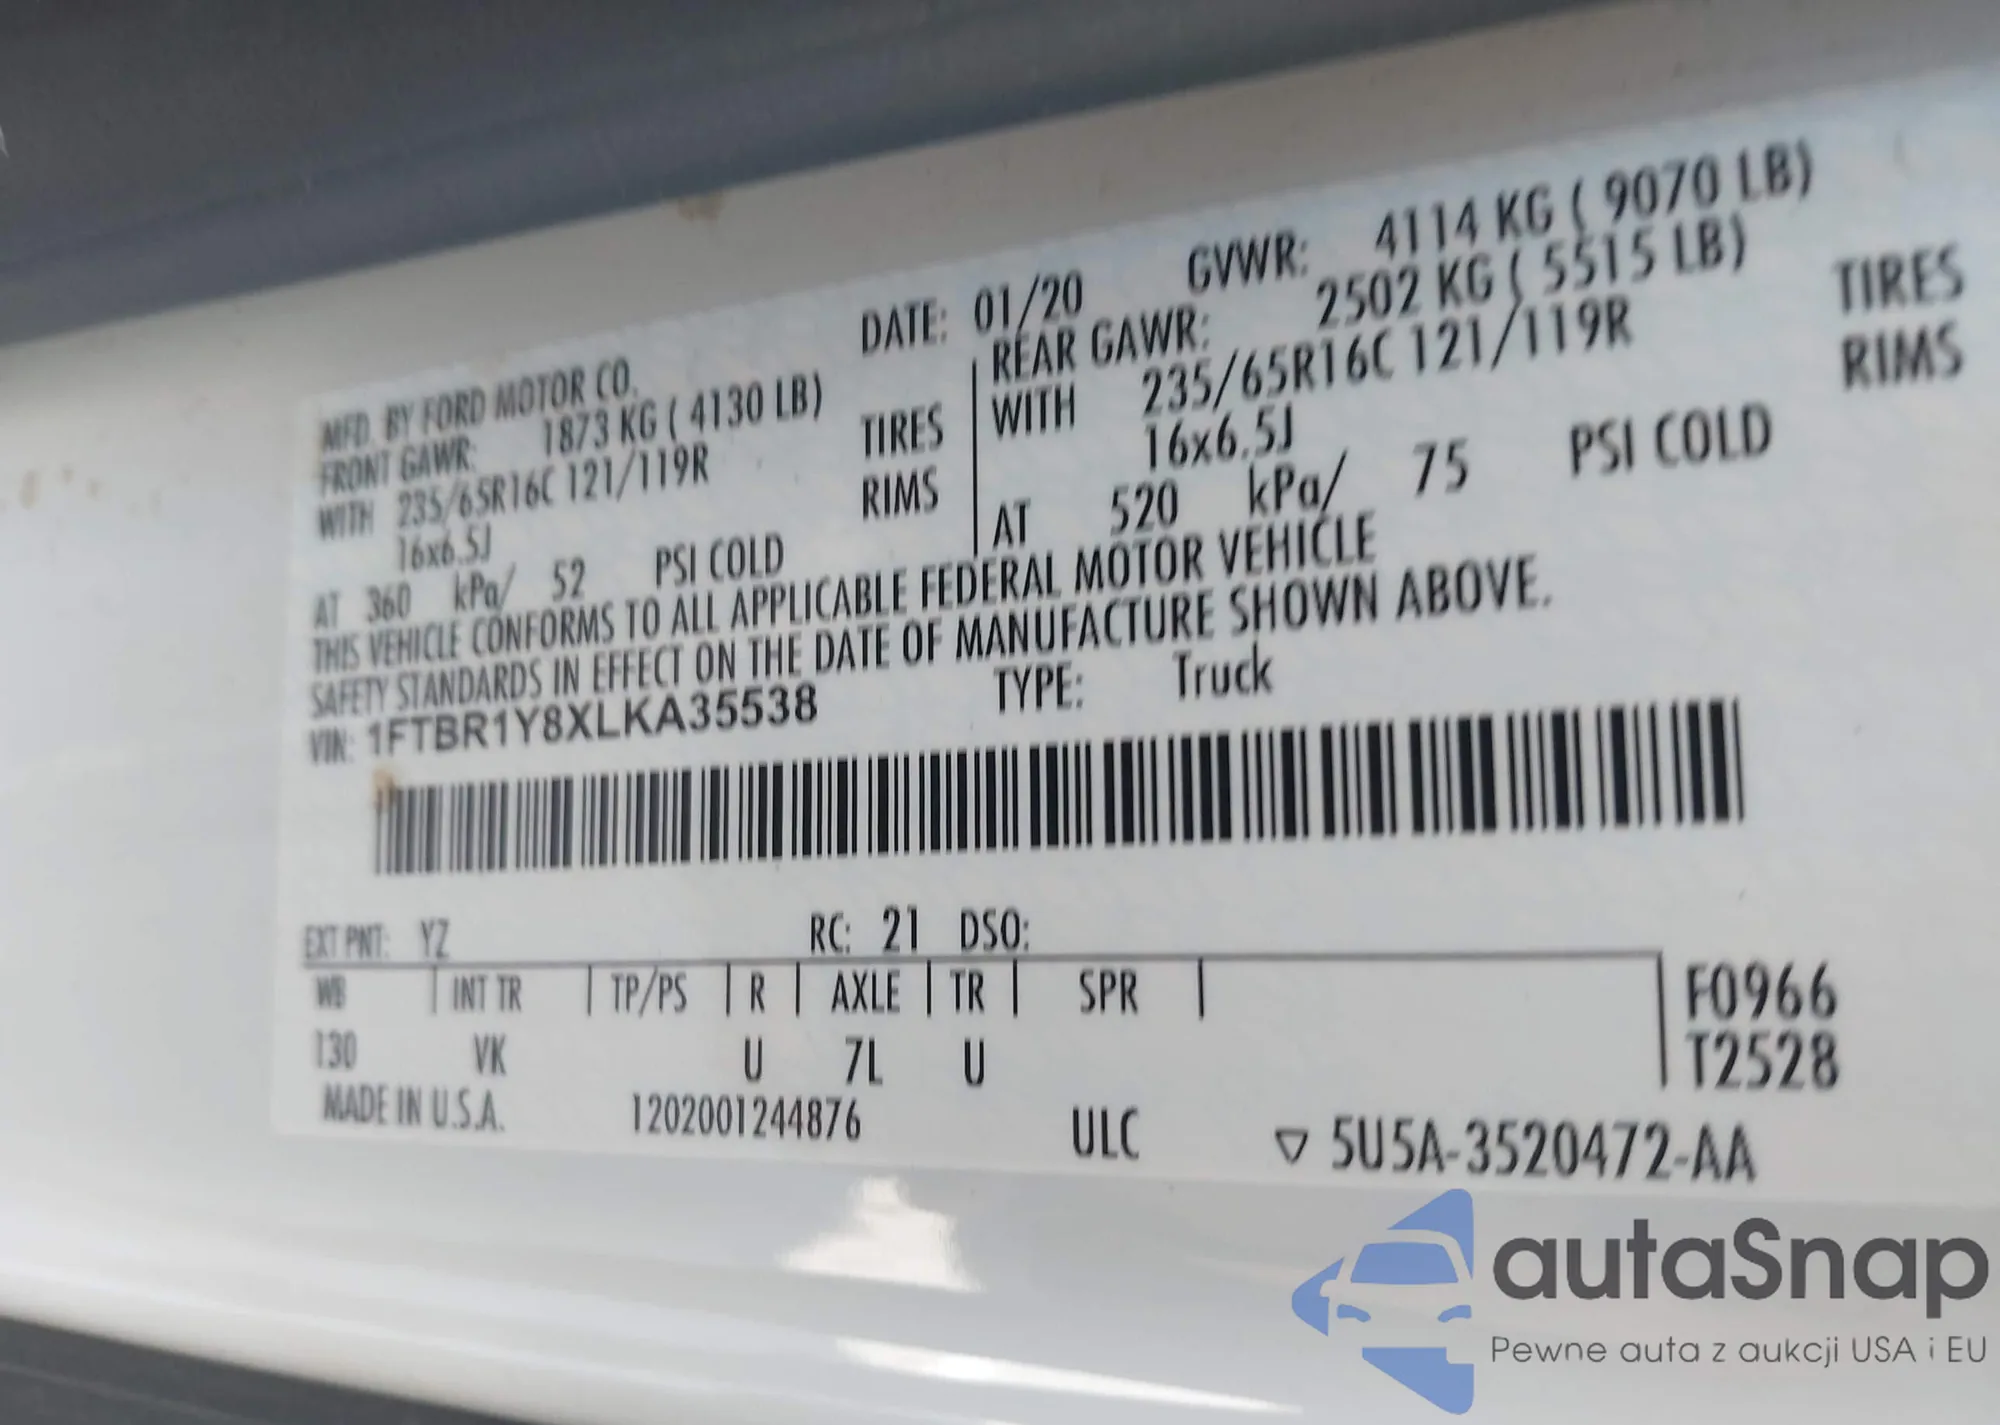 DATE: 01/20 GVWR: 4114 KG ( 9070 LB)
MFD. BY FORD MOTOR CO.
FRONT GAWR: 1873 KG ( 4130 LB)
WITH 235/65R16C 121/119R TIRES
16x6.5J RIMS
AT 360 kPa/ 52 PSI COLD
REAR GAWR: 2502 KG ( 5515 LB)
WITH 235/65R16C 121/119R TIRES
16x6.5J RIMS
AT 520 kPa/ 75 PSI COLD
THIS VEHICLE CONFORMS TO ALL APPLICABLE FEDERAL MOTOR VEHICLE
SAFETY STANDARDS IN EFFECT ON THE DATE OF MANUFACTURE SHOWN ABOVE.
VIN: 1FTBR1Y8XLKA35538 TYPE: Truck
EXT PNT: YZ RC: 21 DSO:
WB INT TR TP/PS R AXLE TR SPR F0966
130 VK U 7L U T2528
MADE IN U.S.A. 1202001244876 ULC ▽ 5U5A-3520472-AA
autaSnap
Pewne auta z aukcji USA i EU